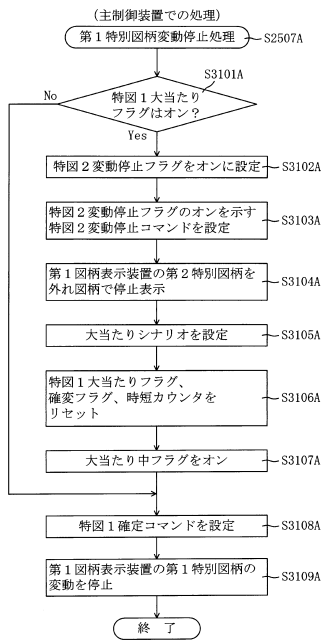 (主制御装置での処理)
第1特別図柄変動停止処理
S2507A
S3101A
特図1大当たり
フラグはオン?
No
Yes
特図2変動停止フラグをオンに設定
S3102A
特図2変動停止フラグのオンを示す
特図2変動停止コマンドを設定
S3103A
第1図柄表示装置の第2特別図柄を
外れ図柄で停止表示
S3104A
大当たりシナリオを設定
S3105A
特図1大当たりフラグ、
確変フラグ、時短カウンタを
リセット
S3106A
大当たり中フラグをオン
S3107A
特図1確定コマンドを設定
S3108A
第1図柄表示装置の第1特別図柄の
変動を停止
S3109A
終 了